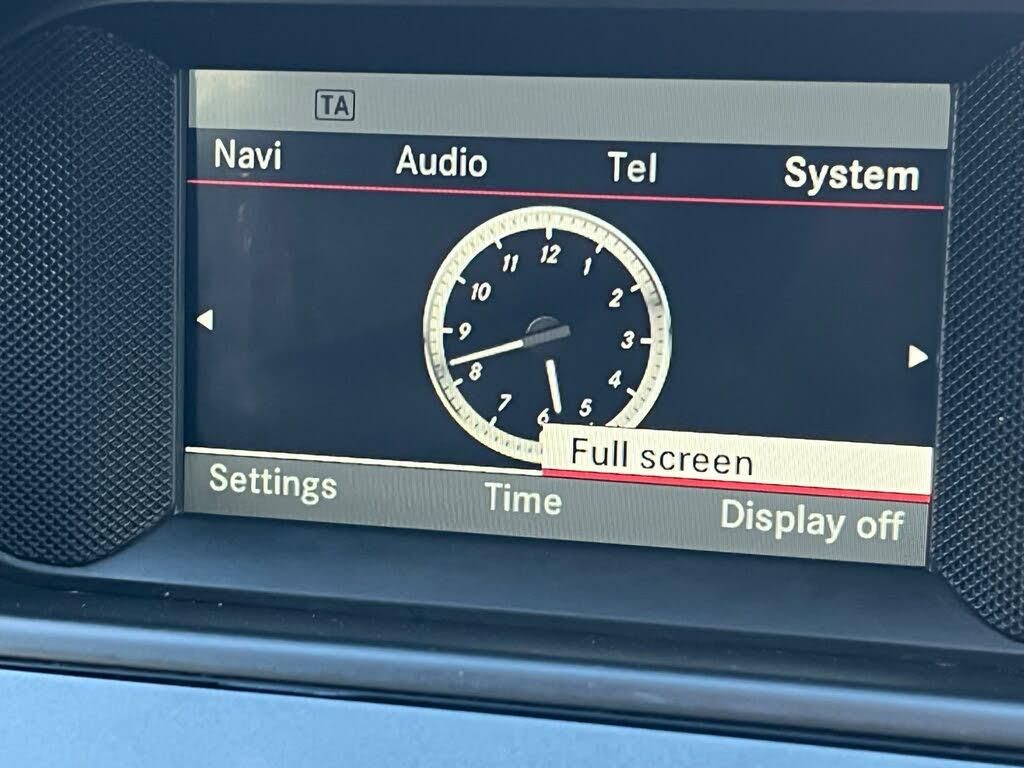 TA
Navi Audio Tel System
12
11 1
10 2
9 3
8 4
7 5
6
Full screen
Settings Time Display off